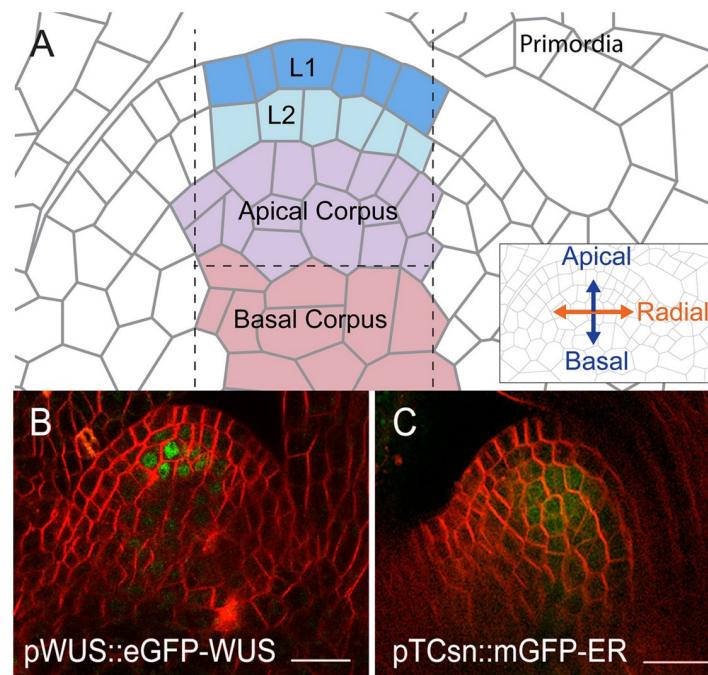 A
Primordia
L1
L2
Apical Corpus
Basal Corpus
Apical
Radial
Basal
B
pWUS::eGFP-WUS
C
pTCsn::mGFP-ER